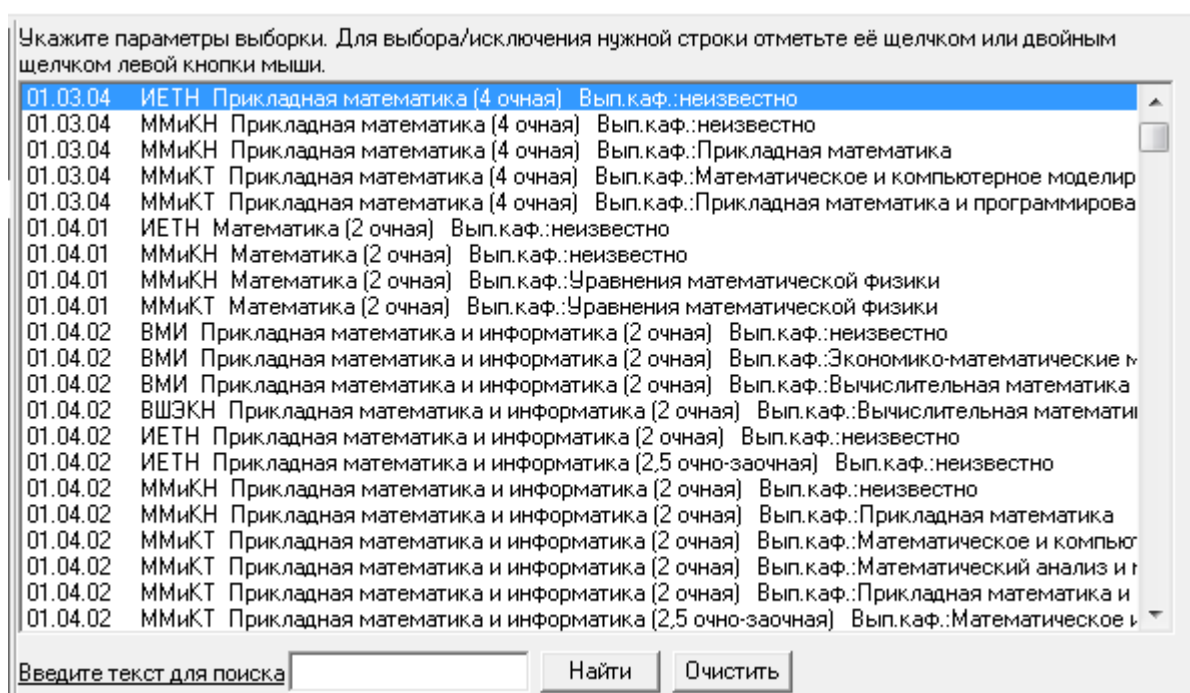 Укажите параметры выборки. Для выбора/исключения нужной строки отметьте её щелчком или двойным
щелчком левой кнопки мыши.
01.03.04 ИЕТН Прикладная математика (4 очная) Вып.каф.:неизвестно
01.03.04 ММиКН Прикладная математика (4 очная) Вып.каф.:неизвестно
01.03.04 ММиКН Прикладная математика (4 очная) Вып.каф.:Прикладная математика
01.03.04 ММиКТ Прикладная математика (4 очная) Вып.каф.:Математическое и компьютерное моделир
01.03.04 ММиКТ Прикладная математика (4 очная) Вып.каф.:Прикладная математика и программирова
01.04.01 ИЕТН Математика (2 очная) Вып.каф.:неизвестно
01.04.01 ММиКН Математика (2 очная) Вып.каф.:неизвестно
01.04.01 ММиКН Математика (2 очная) Вып.каф.:Уравнения математической физики
01.04.01 ММиКТ Математика (2 очная) Вып.каф.:Уравнения математической физики
01.04.02 ВМИ Прикладная математика и информатика (2 очная) Вып.каф.:неизвестно
01.04.02 ВМИ Прикладная математика и информатика (2 очная) Вып.каф.:Экономико-математические м
01.04.02 ВМИ Прикладная математика и информатика (2 очная) Вып.каф.:Вычислительная математика
01.04.02 ВШЭКН Прикладная математика и информатика (2 очная) Вып.каф.:Вычислительная математи
01.04.02 ИЕТН Прикладная математика и информатика (2 очная) Вып.каф.:неизвестно
01.04.02 ИЕТН Прикладная математика и информатика (2,5 очно-заочная) Вып.каф.:неизвестно
01.04.02 ММиКН Прикладная математика и информатика (2 очная) Вып.каф.:неизвестно
01.04.02 ММиКН Прикладная математика и информатика (2 очная) Вып.каф.:Прикладная математика
01.04.02 ММиКТ Прикладная математика и информатика (2 очная) Вып.каф.:Математическое и компью
01.04.02 ММиКТ Прикладная математика и информатика (2 очная) Вып.каф.:Математический анализ и
01.04.02 ММиКТ Прикладная математика и информатика (2 очная) Вып.каф.:Прикладная математика и
01.04.02 ММиКТ Прикладная математика и информатика (2,5 очно-заочная) Вып.каф.:Математическое
Введите текст для поиска Найти Очистить